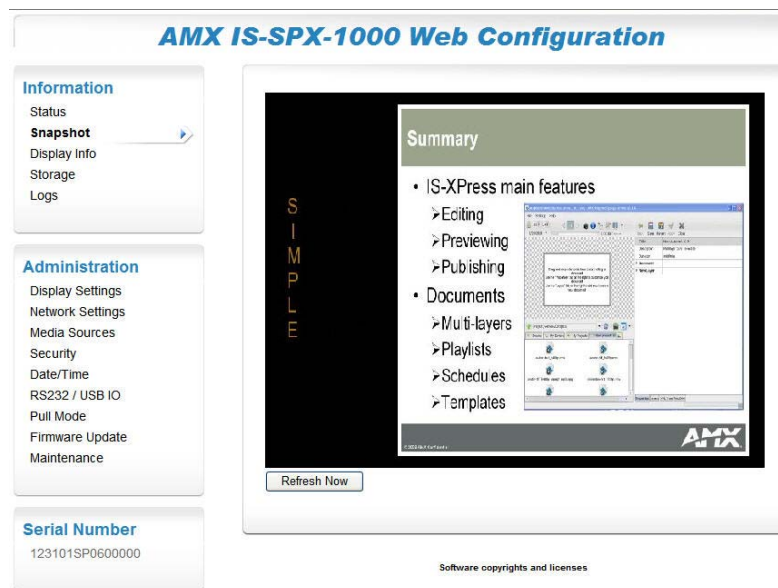 AMX IS-SPX-1000 Web Configuration
Information
Status
Snapshot
Display Info
Storage
Logs
Administration
Display Settings
Network Settings
Media Sources
Security
Date/Time
RS232 / USB IO
Pull Mode
Firmware Update
Maintenance
Serial Number
123101SP0600000
S
I
M
P
L
E
Summary
• IS-XPress main features
➢Editing
➢Previewing
➢Publishing
• Documents
➢Multi-layers
➢Playlists
➢Schedules
➢Templates
AMX
Refresh Now
Software copyrights and licenses